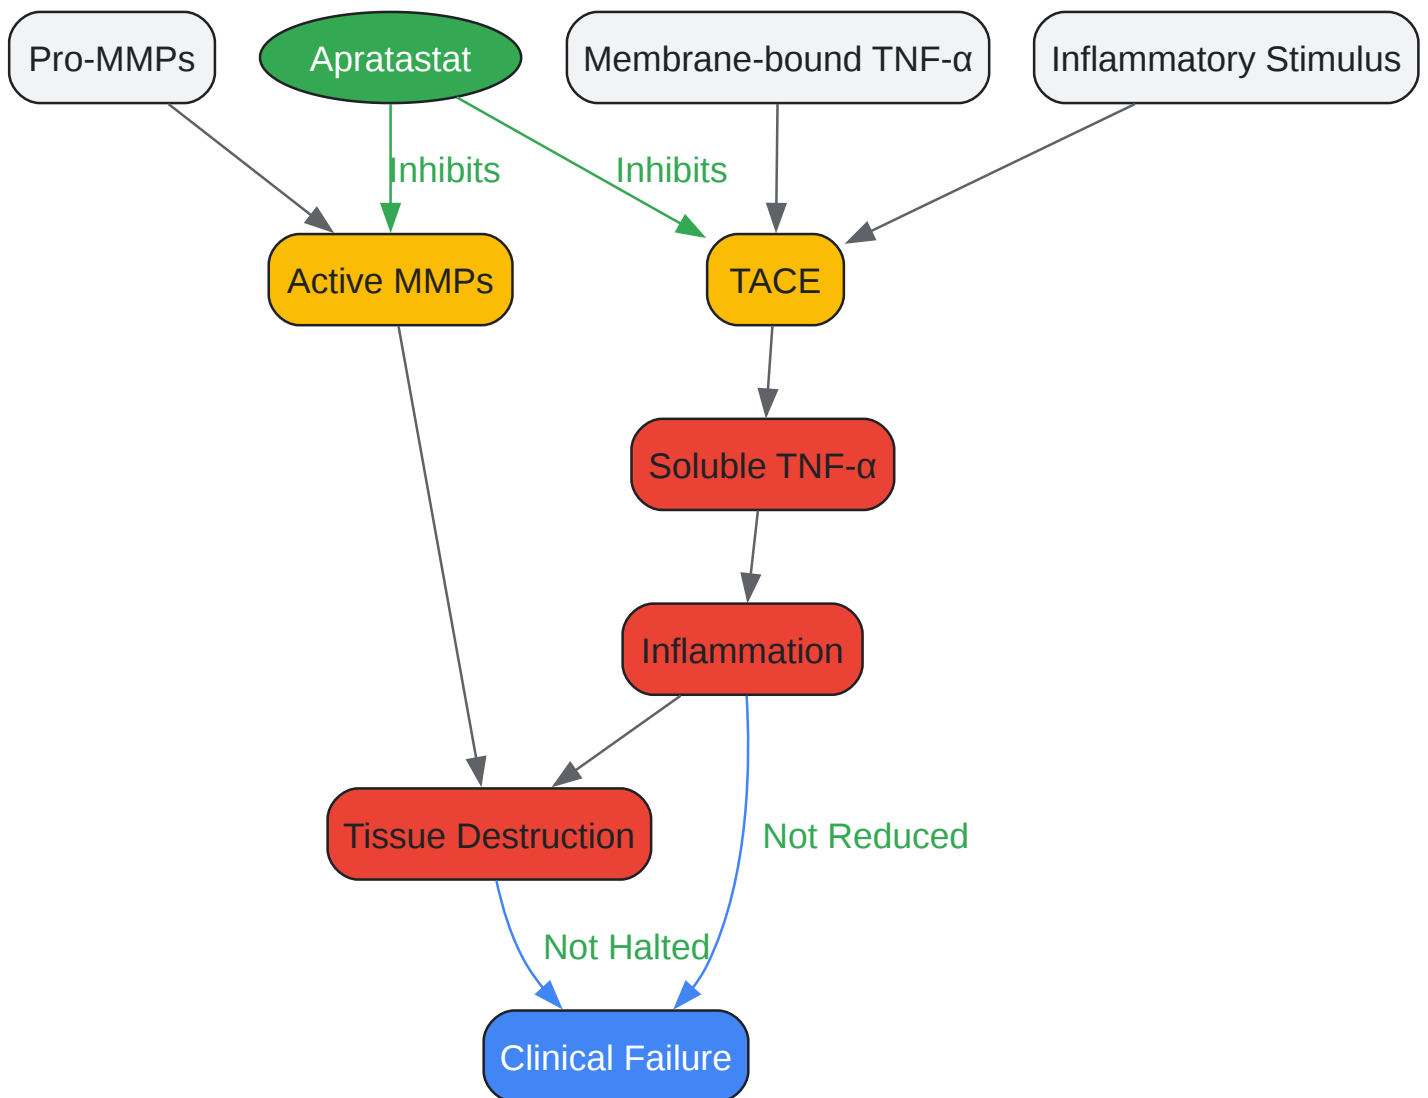 Pro-MMPs
Apratastat
Membrane-bound TNF-α
Inflammatory Stimulus
Inhibits
Inhibits
Active MMPs
TACE
Soluble TNF-α
Inflammation
Tissue Destruction
Not Reduced
Not Halted
Clinical Failure